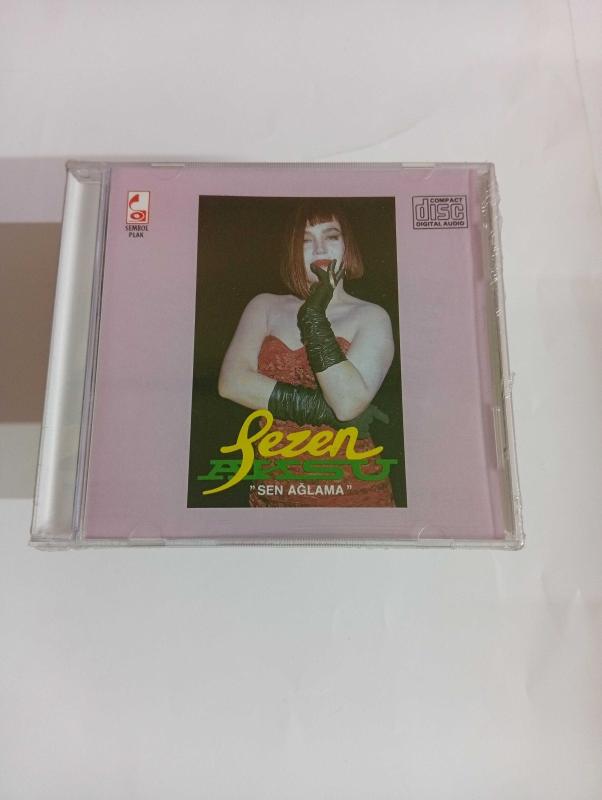 SEMBOL
PLAK
COMPACT
disc
DIGITAL AUDIO
Sezen
AKSU
" SEN AĞLAMA "